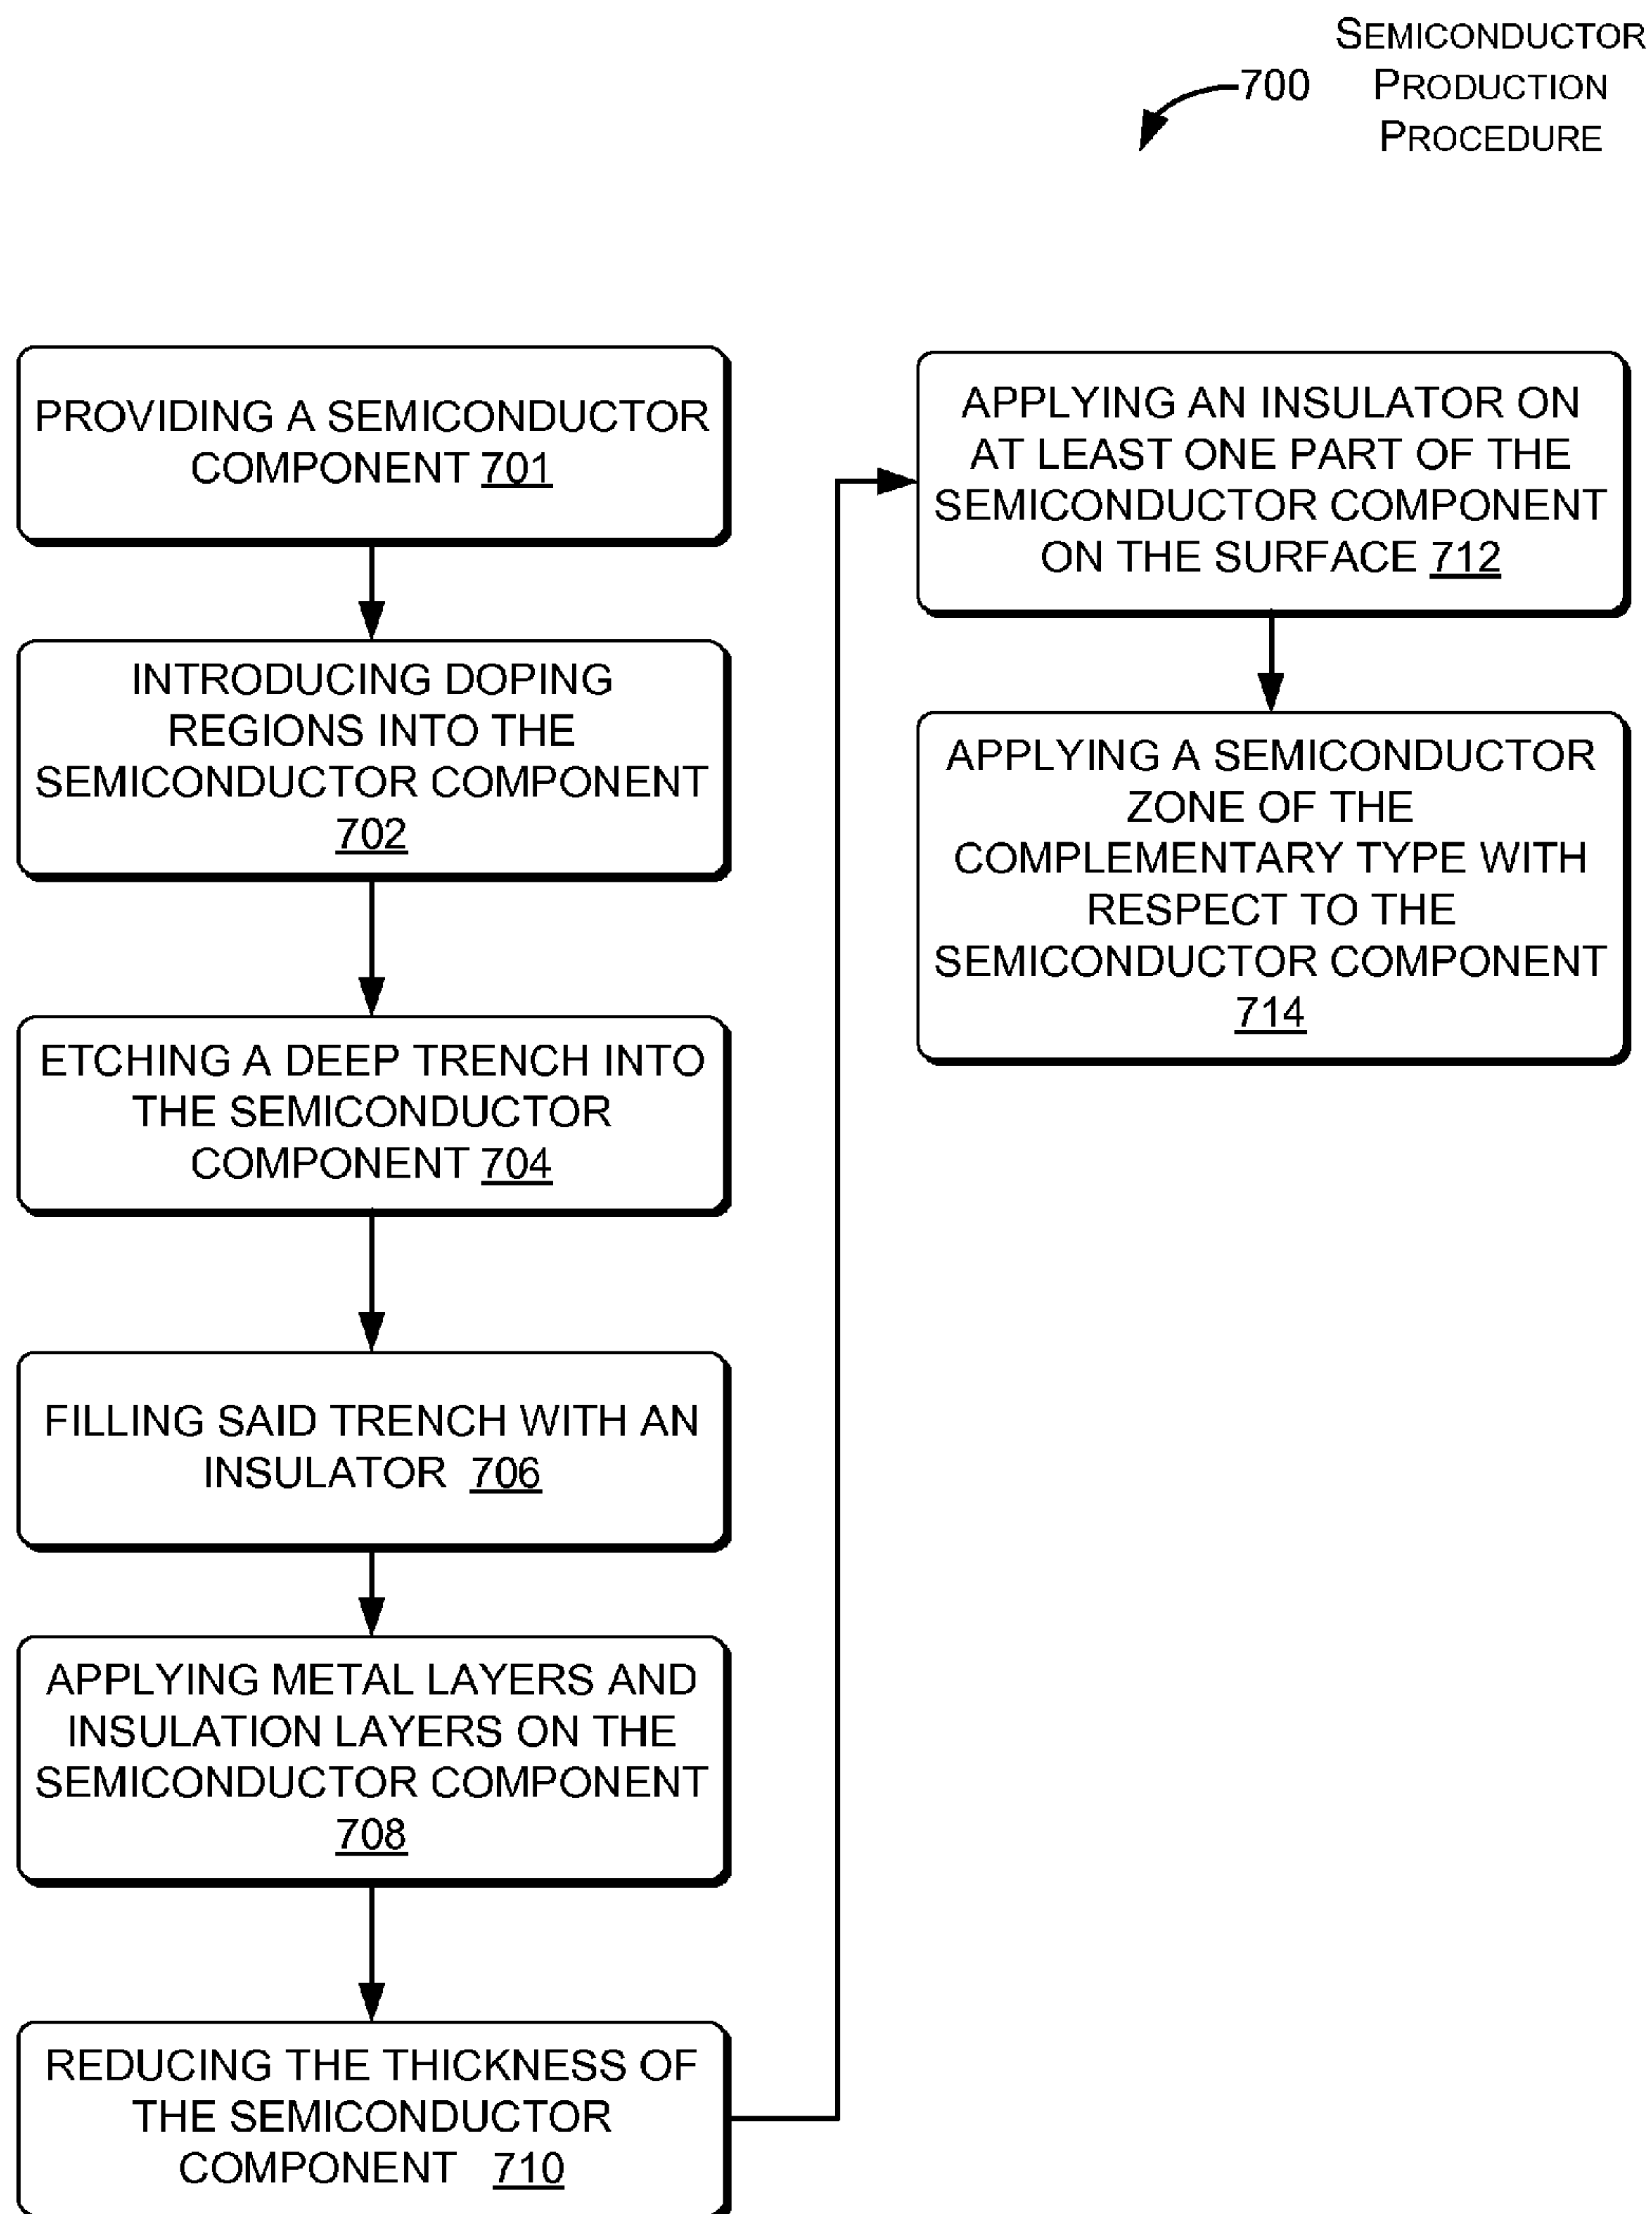 SEMICONDUCTOR
700 PRODUCTION
PROCEDURE
PROVIDING A SEMICONDUCTOR
COMPONENT 701
INTRODUCING DOPING
REGIONS INTO THE
SEMICONDUCTOR COMPONENT
702
ETCHING A DEEP TRENCH INTO
THE SEMICONDUCTOR
COMPONENT 704
FILLING SAID TRENCH WITH AN
INSULATOR 706
APPLYING METAL LAYERS AND
INSULATION LAYERS ON THE
SEMICONDUCTOR COMPONENT
708
REDUCING THE THICKNESS OF
THE SEMICONDUCTOR
COMPONENT 710
APPLYING AN INSULATOR ON
AT LEAST ONE PART OF THE
SEMICONDUCTOR COMPONENT
ON THE SURFACE 712
APPLYING A SEMICONDUCTOR
ZONE OF THE
COMPLEMENTARY TYPE WITH
RESPECT TO THE
SEMICONDUCTOR COMPONENT
714